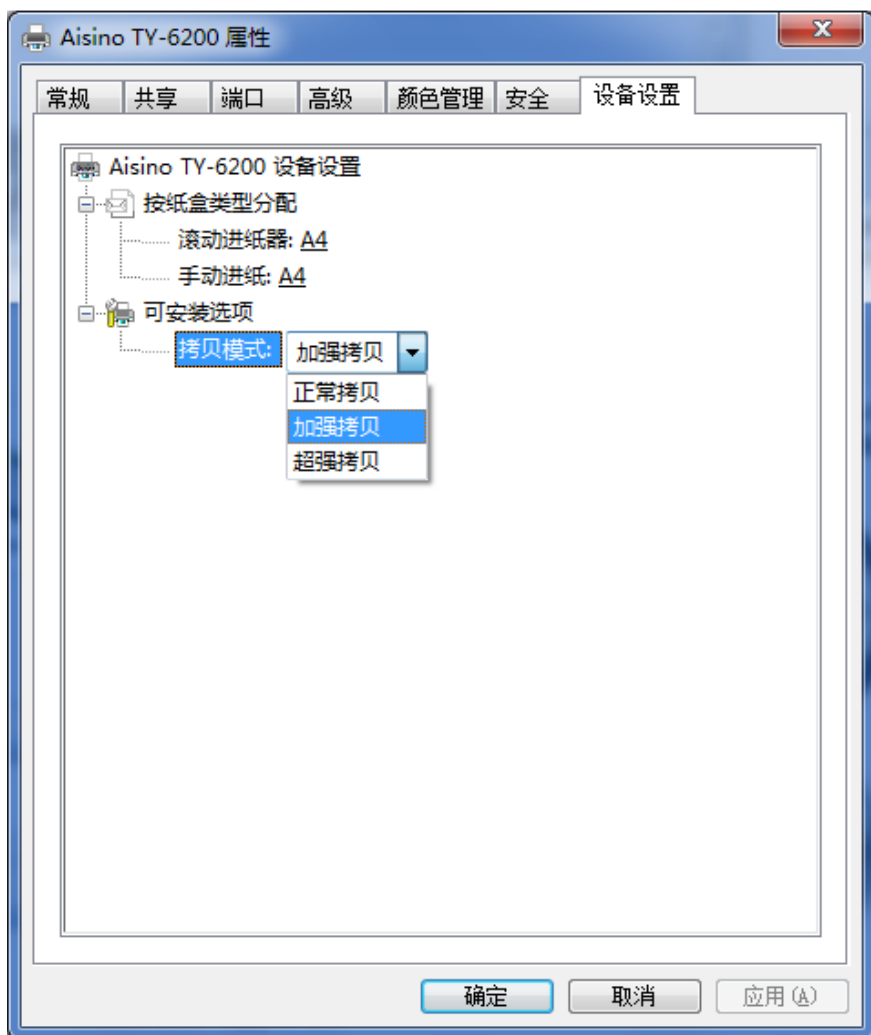 Aisino TY-6200 属性
常规 共享 端口 高级 颜色管理 安全 设备设置
Aisino TY-6200 设备设置
按纸盒类型分配
滚动进纸器: A4
手动进纸: A4
可安装选项
拷贝模式: 加强拷贝
正常拷贝
加强拷贝
超强拷贝
确定 取消 应用(A)